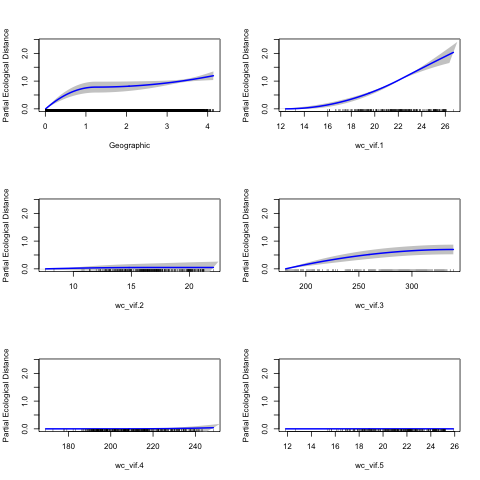 Partial Ecological Distance
0.0 1.0 2.0
0 1 2 3 4
Geographic
Partial Ecological Distance
0.0 1.0 2.0
12 14 16 18 20 22 24 26
wc_vif.1
Partial Ecological Distance
0.0 1.0 2.0
10 15 20
wc_vif.2
Partial Ecological Distance
0.0 1.0 2.0
200 250 300
wc_vif.3
Partial Ecological Distance
0.0 1.0 2.0
180 200 220 240
wc_vif.4
Partial Ecological Distance
0.0 1.0 2.0
12 14 16 18 20 22 24 26
wc_vif.5